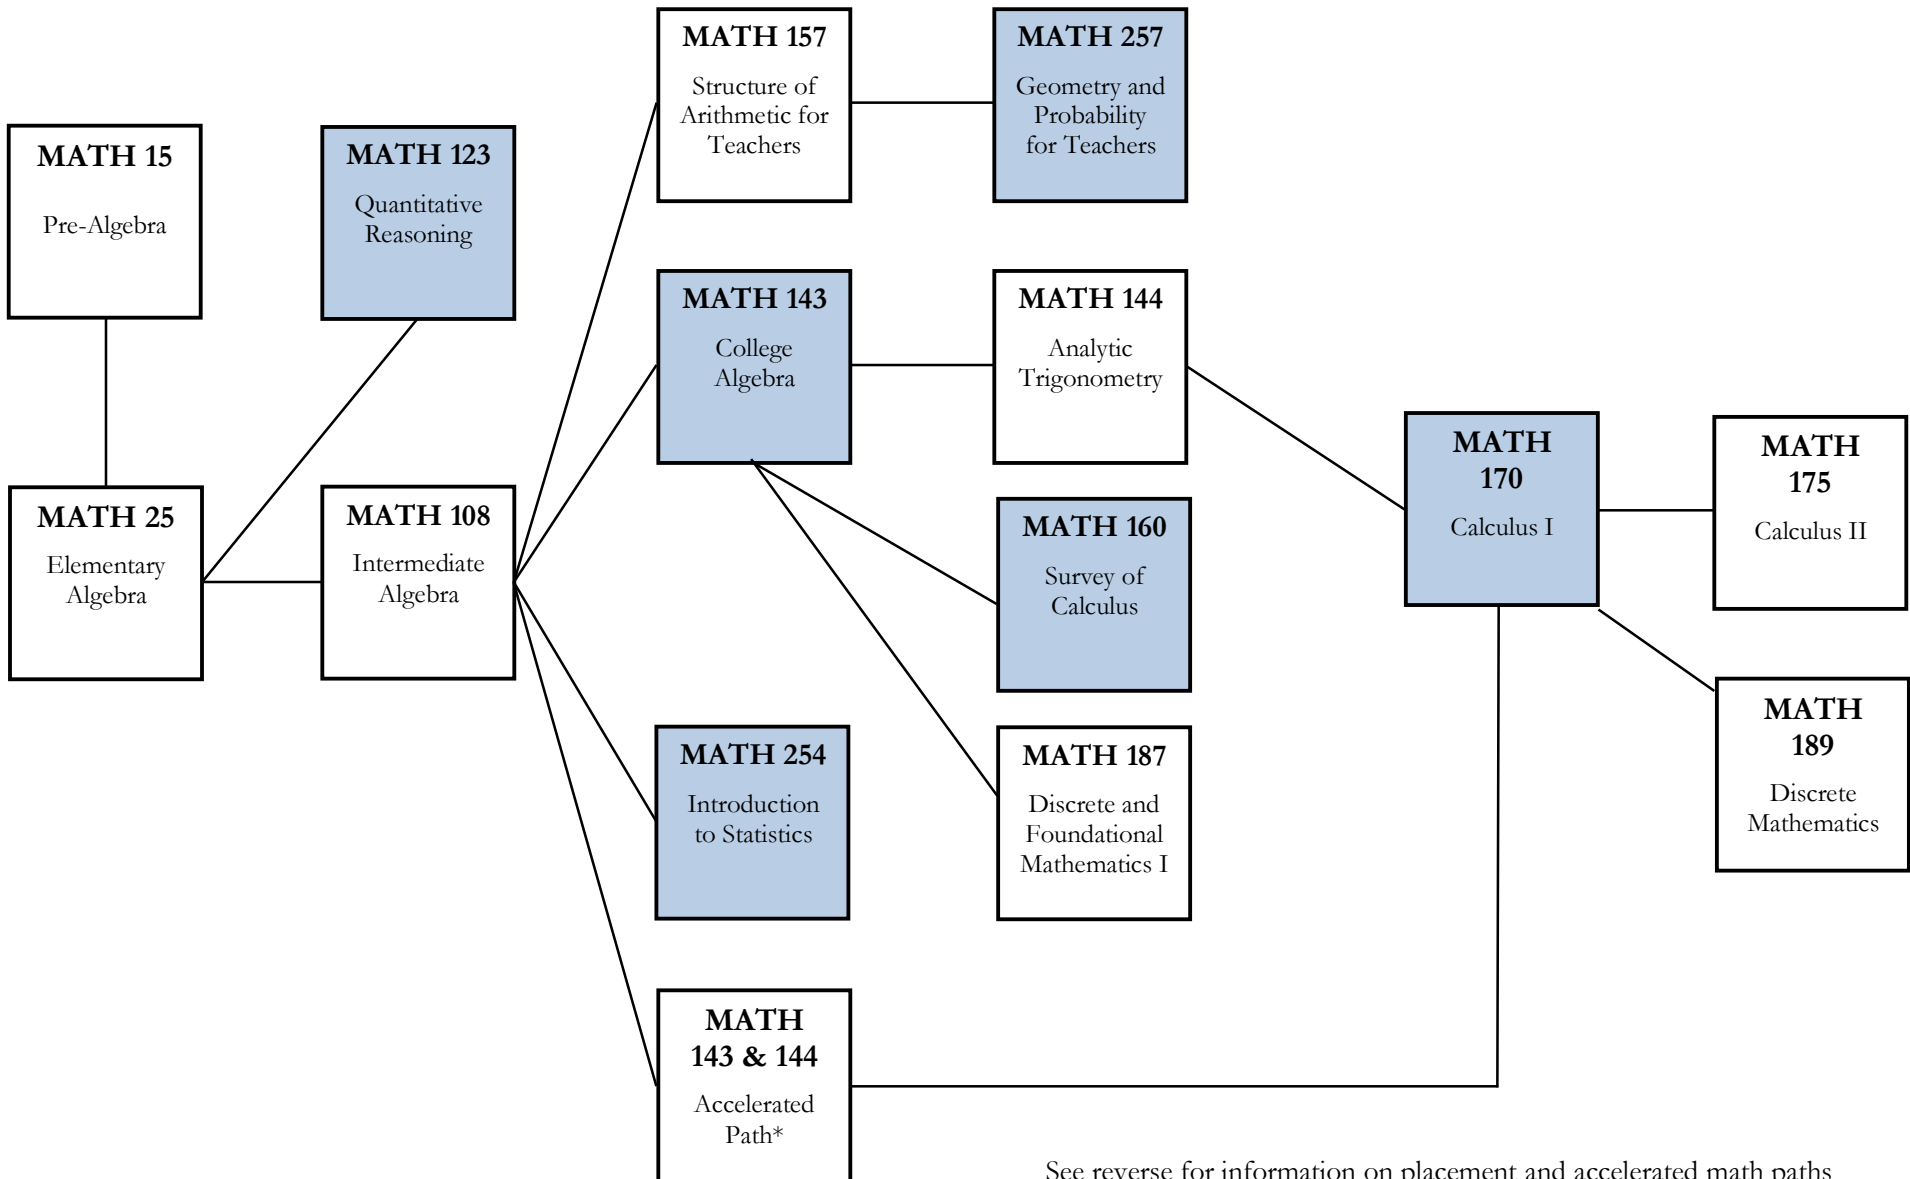 MATH 157
Structure of
Arithmetic for
Teachers
MATH 257
Geometry and
Probability
for Teachers
MATH 15
Pre-Algebra
MATH 123
Quantitative
Reasoning
MATH 143
College
Algebra
MATH 144
Analytic
Trigonometry
MATH
170
Calculus I
MATH
175
Calculus II
MATH 25
Elementary
Algebra
MATH 108
Intermediate
Algebra
MATH 160
Survey of
Calculus
MATH 254
Introduction
to Statistics
MATH 187
Discrete and
Foundational
Mathematics I
MATH
189
Discrete
Mathematics
MATH
143 & 144
Accelerated
Path*
See reverse for information on placement and accelerated math paths